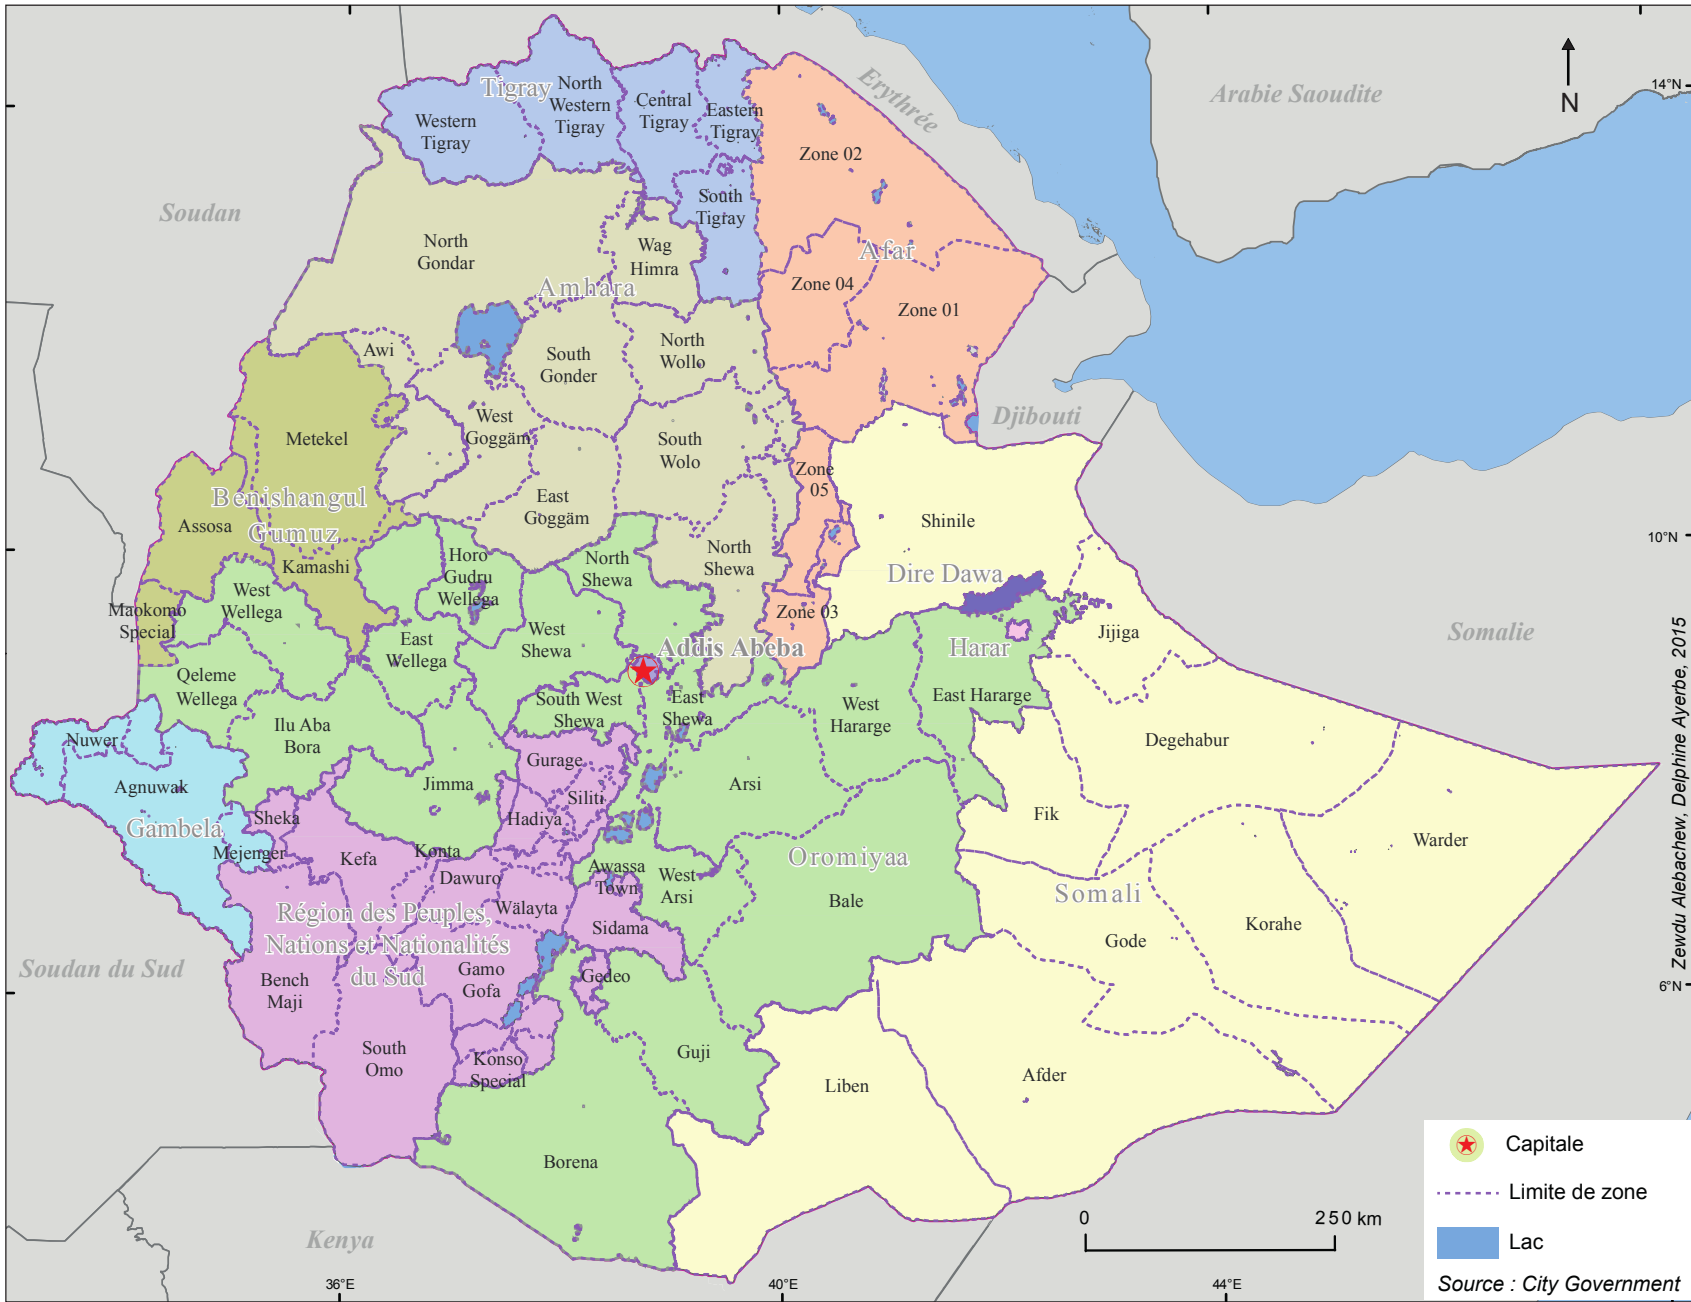 Erythrée
Arabie Saoudite
N
14°N
Tigray
North
Western
Tigray
Central
Tigray
Eastern
Tigray
Western
Tigray
Zone 02
Soudan
South
Tigray
North
Gondar
Wag
Himra
Afar
Amhara
Zone 04
Zone 01
Awi
South
Gonder
North
Wollo
Djibouti
West
Goggäm
Metekel
South
Wolo
Zone
05
Bénishangul
Gumuz
Assosa
East
Goggäm
Shinile
10°N
Kamashi
Horo
Gudru
Wellega
North
Shewa
North
Shewa
Dire Dawa
West
Wellega
Maokomo
Special
Zone 03
East
Wellega
West
Shewa
Addis Abeba
Harar
Jijiga
Somalie
Qeleme
Wellega
South West
Shewa
East
Shewa
West
Hararge
East Hararge
Nuwer
Ilu Aba
Bora
Degehabur
Agnuwak
Jimma
Gurage
Siliti
Arsi
Gambela
Sheka
Hadiya
Fik
Warder
Mejenger
Kefa
Konta
Oromiyaa
Dawuro
Awassa
Town
West
Arsi
Bale
Somali
Wälayta
Région des Peuples,
Nations et Nationalités
du Sud
Sidama
Gode
Korahe
Soudan du Sud
Bench
Maji
Gamo
Gofa
Gedeo
6°N
South
Omo
Konso
Special
Guji
Liben
Afder
Borena
Kenya
Zewdu Alebachew, Delphine Ayerbe, 2015
Capitale
Limite de zone
Lac
Source : City Government
0
250 km
36°E
40°E
44°E